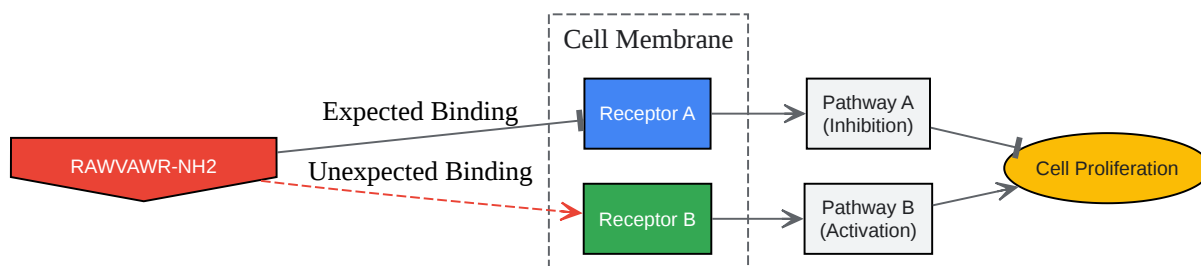 Cell Membrane
Expected Binding
Receptor A
Pathway A
(Inhibition)
RAWVAWR-NH2
Cell Proliferation
Unexpected Binding
Receptor B
Pathway B
(Activation)